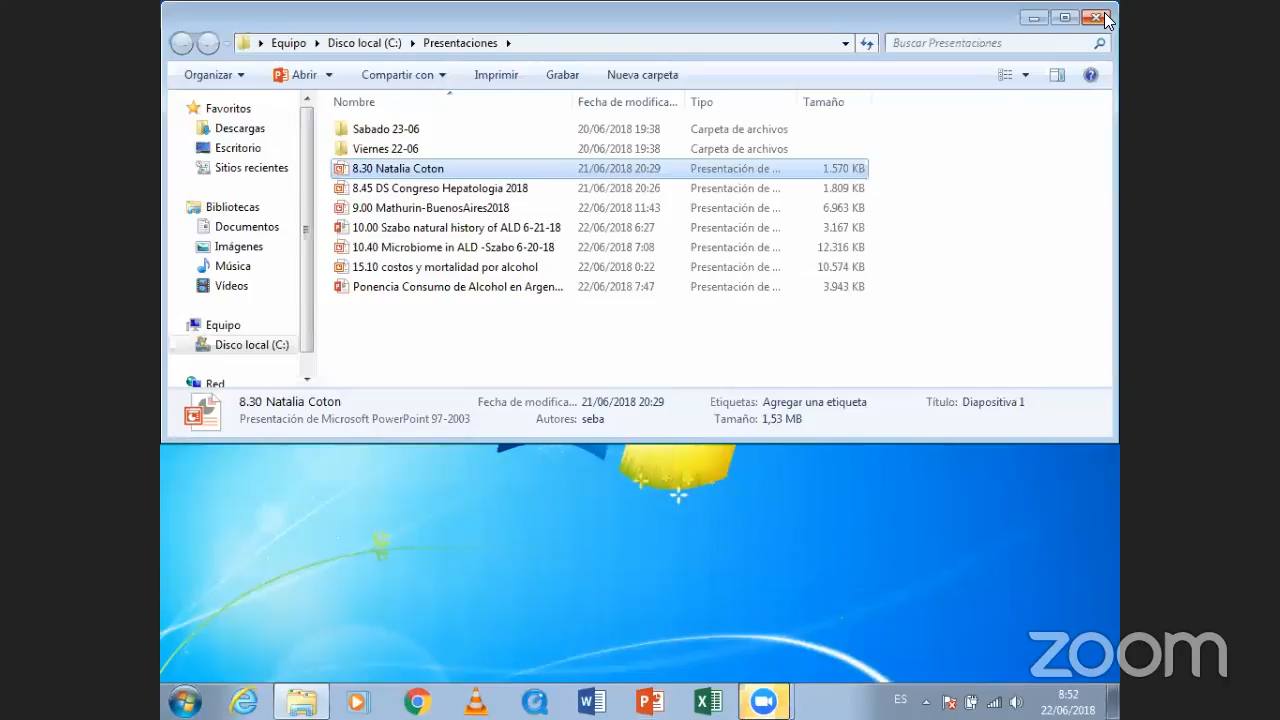 Equipo Disco local (C:) Presentaciones
Buscar Presentaciones
Organizar Abrir Compartir con Imprimir Grabar Nueva carpeta
Favoritos
Descargas
Escritorio
Sitios recientes
Bibliotecas
Documentos
Imágenes
Música
Vídeos
Equipo
Disco local (C:)
Red
Nombre Fecha de modifica... Tipo Tamaño
Sabado 23-06 20/06/2018 19:38 Carpeta de archivos
Viernes 22-06 20/06/2018 19:38 Carpeta de archivos
8.30 Natalia Coton 21/06/2018 20:29 Presentación de ... 1.570 KB
8.45 DS Congreso Hepatologia 2018 21/06/2018 20:26 Presentación de ... 1.809 KB
9.00 Mathurin-BuenosAires2018 22/06/2018 11:43 Presentación de ... 6.963 KB
10.00 Szabo natural history of ALD 6-21-18 22/06/2018 6:27 Presentación de ... 3.167 KB
10.40 Microbiome in ALD -Szabo 6-20-18 22/06/2018 7:08 Presentación de ... 12.316 KB
15.10 costos y mortalidad por alcohol 22/06/2018 0:22 Presentación de ... 10.574 KB
Ponencia Consumo de Alcohol en Argen... 22/06/2018 7:47 Presentación de ... 3.943 KB
8.30 Natalia Coton Fecha de modifica... 21/06/2018 20:29 Etiquetas: Agregar una etiqueta Título: Diapositiva 1
Presentación de Microsoft PowerPoint 97-2003 Autores: seba Tamaño: 1,53 MB
zoom
ES 8:52
22/06/2018